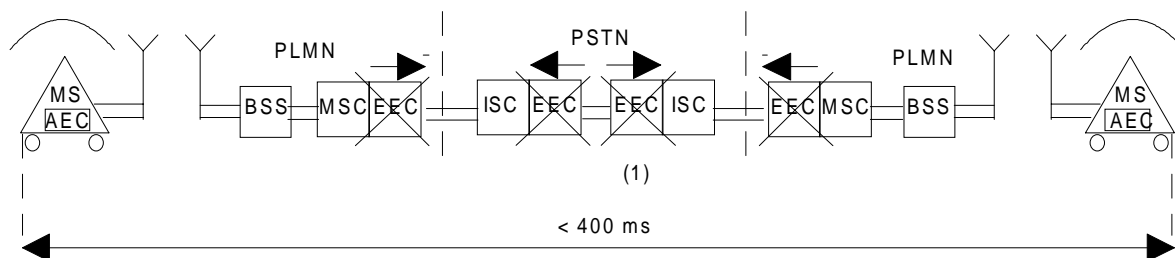 PLMN PSTN PLMN
MS AEC BSS MSC EEC ISC EEC EEC ISC EEC MSC BSS MS AEC
(1)
< 400 ms